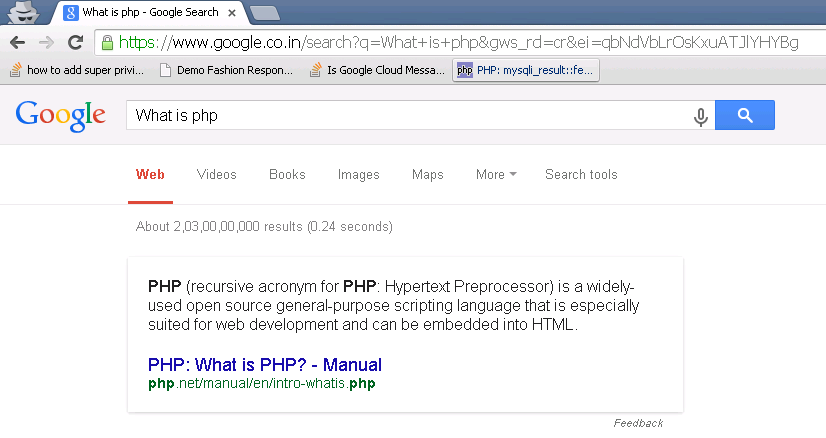 What is php - Google Search
https://www.google.co.in/search?q=What+is+php&gws_rd=cr&ei=qbNdVbLrOsKxuATJlYHYBg
how to add super privi... Demo Fashion Respon... Is Google Cloud Messa... php PHP: mysqli_result::fe...
Google What is php
Web Videos Books Images Maps More Search tools
About 2,03,00,00,000 results (0.24 seconds)
PHP (recursive acronym for PHP: Hypertext Preprocessor) is a widely-
used open source general-purpose scripting language that is especially
suited for web development and can be embedded into HTML.
PHP: What is PHP? - Manual
php.net/manual/en/intro-whatis.php
Feedback